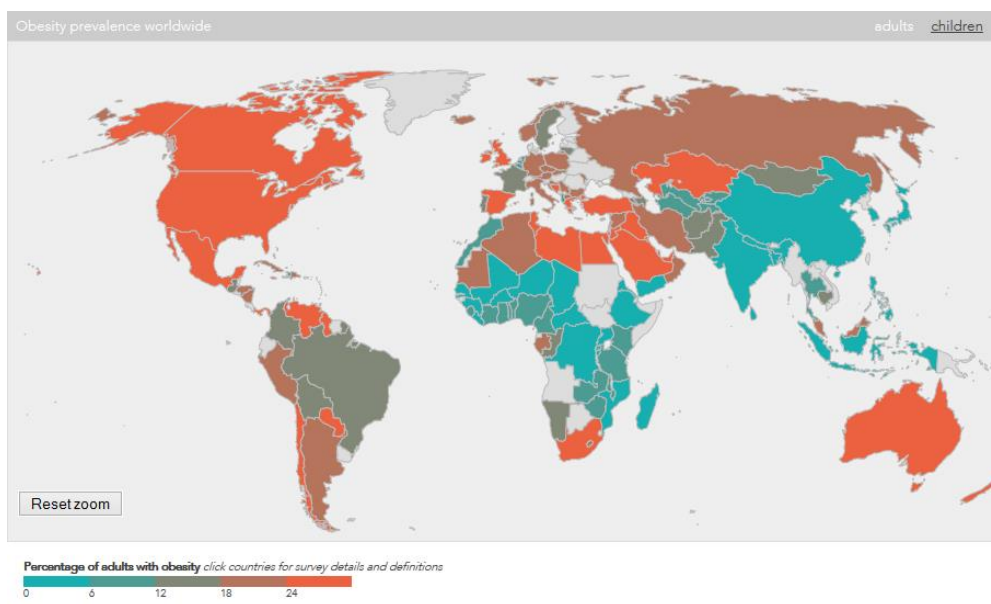 Obesity prevalence worldwide adults children
Reset zoom
Percentage of adults with obesity click countries for survey details and definitions
0 6 12 18 24